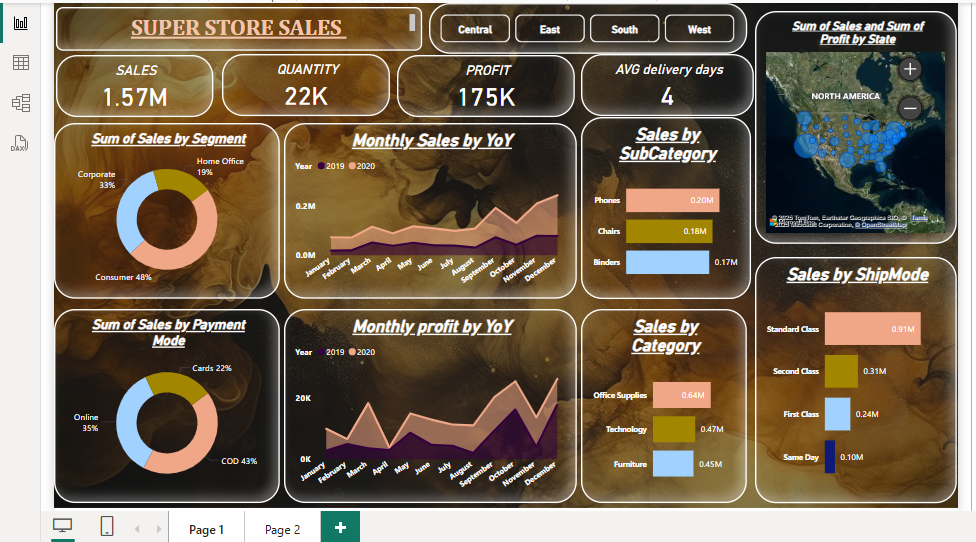 SUPER STORE SALES
Central
East
South
West
SALES
1.57M
QUANTITY
22K
PROFIT
175K
AVG delivery days
4
Sum of Sales and Sum of
Profit by State
NORTH AMERICA
© 2025 TomTom, Earthstar Geographics SIO, ©
© 2025 Microsoft Corporation, © OpenStreetMap
Terms
Sum of Sales by Segment
Home Office
19%
Corporate
33%
Consumer 48%
Monthly Sales by YoY
Year 2019 2020
0.2M
0.0M
January
February
March
April
May
June
July
August
September
October
November
December
Sales by
SubCategory
Phones 0.20M
Chairs 0.18M
Binders 0.17M
Sales by ShipMode
Standard Class 0.91M
Second Class 0.31M
First Class 0.24M
Same Day 0.10M
Sum of Sales by Payment
Mode
Cards 22%
Online
35%
COD 43%
Monthly profit by YoY
Year 2019 2020
20K
0K
January
February
March
April
May
June
July
August
September
October
November
December
Sales by
Category
Office Supplies 0.64M
Technology 0.47M
Furniture 0.45M
DAX
Page 1
Page 2